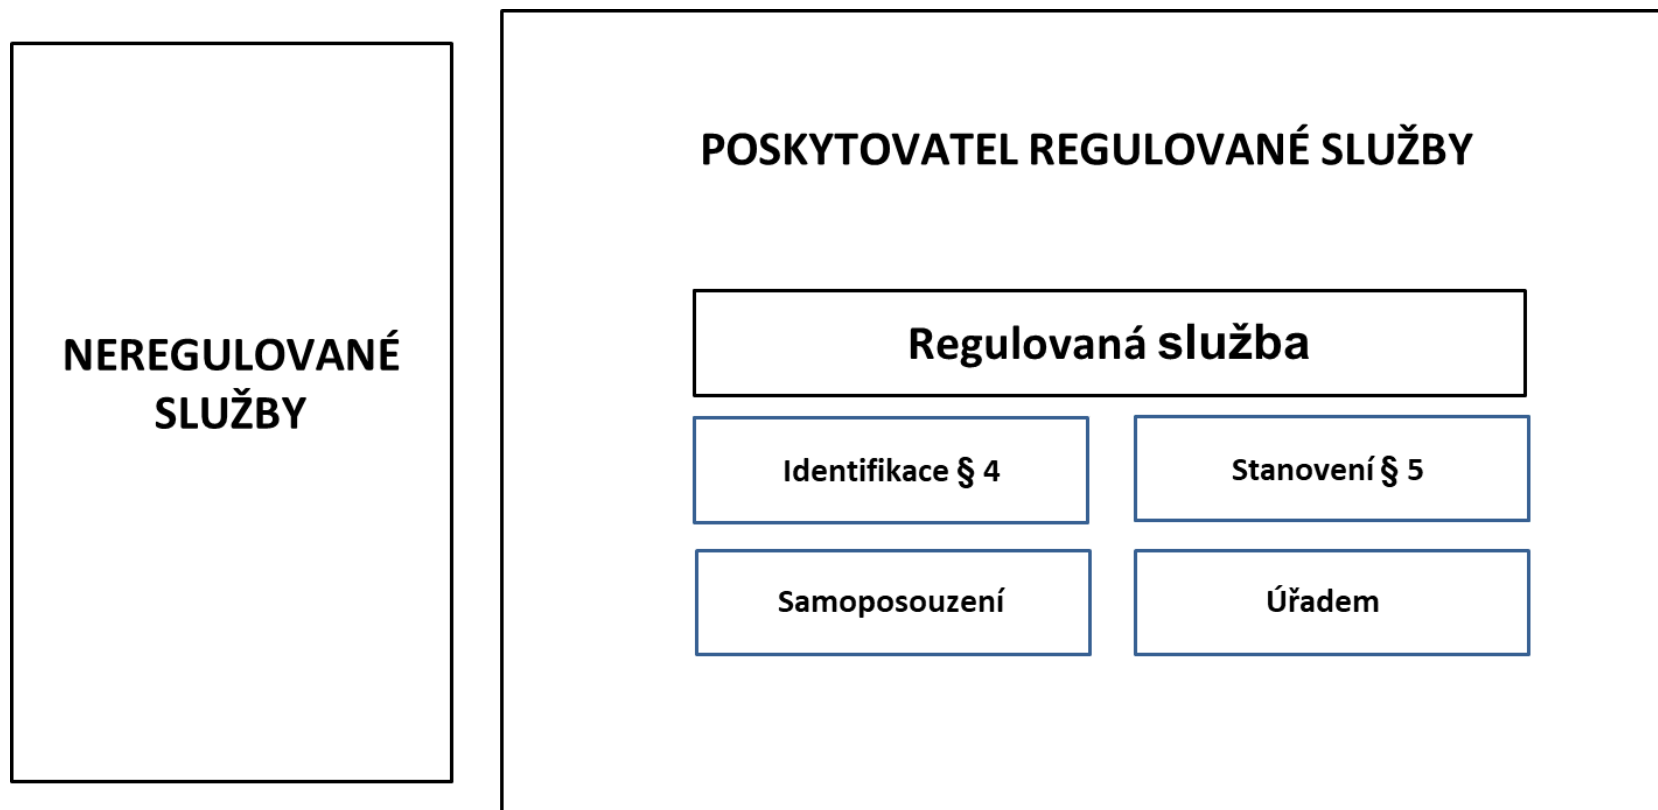 NEREGULOVANÉ
SLUŽBY
POSKYTOVATEL REGULOVANÉ SLUŽBY
Regulovaná služba
Identifikace § 4
Stanovení § 5
Samoposouzení
Úřadem